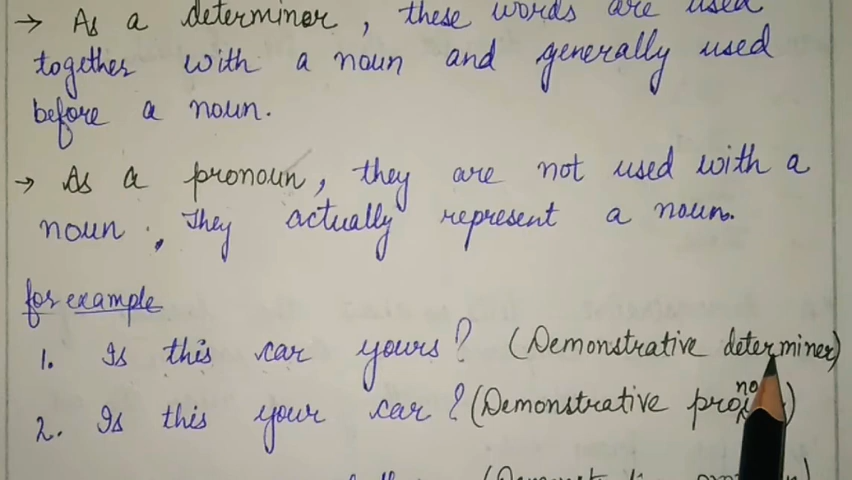 → As a determiner, these words are used
together with a noun and generally used
before a noun.
→ As a pronoun, they are not used with a
noun, They actually represent a noun.
for example
1. Is this car yours? (Demonstrative determiner)
2. Is this your car? (Demonstrative